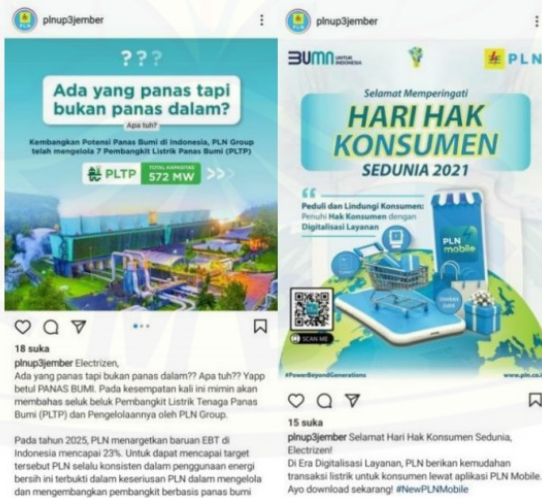 plnup3jember
? ? ?
Ada yang panas tapi
bukan panas dalam?
Apa tuh?
Kembangkan Potensi Panas Bumi di Indonesia, PLN Group
telah mengelola 7 Pembangkit Listrik Panas Bumi (PLTP)
PLTP
TOTAL KAPASITAS
572 MW
18 suka
plnup3jember Electrizen,
Ada yang panas tapi bukan panas dalam?? Apa tuh?? Yapp
betul PANAS BUMI. Pada kesempatan kali ini mimin akan
membahas seluk beluk Pembangkit Listrik Tenaga Panas
Bumi (PLTP) dan Pengelolaannya oleh PLN Group.
Pada tahun 2025, PLN menargetkan baruan EBT di
Indonesia mencapai 23%. Untuk dapat mencapai target
tersebut PLN selalu konsisten dalam penggunaan energi
bersih ini terbukti dalam keseriusan PLN dalam mengelola
dan mengembangkan pembangkit berbasis panas bumi
plnup3jember
BUMN UNTUK
INDONESIA
PLN
Selamat Memperingati
HARI HAK
KONSUMEN
SEDUNIA 2021
Peduli dan Lindungi Konsumen:
Penuhi Hak Konsumen dengan
Digitalisasi Layanan
PLN
mobile
SCAN ME
#PowerBeyondGenerations
www.pln.co.id
15 suka
plnup3jember Selamat Hari Hak Konsumen Sedunia,
Electrizen!
Di Era Digitalisasi Layanan, PLN berikan kemudahan
transaksi listrik untuk konsumen lewat aplikasi PLN Mobile.
Ayo download sekarang! #NewPLNMobile